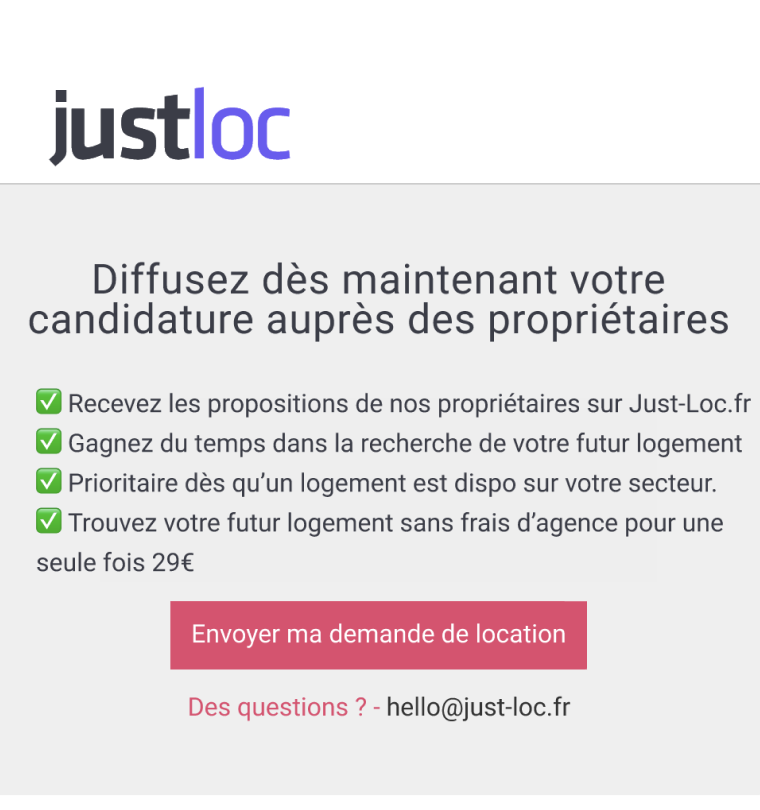 justloc
Diffusez dès maintenant votre
candidature auprès des propriétaires
✅ Recevez les propositions de nos propriétaires sur Just-Loc.fr
✅ Gagnez du temps dans la recherche de votre futur logement
✅ Prioritaire dès qu’un logement est dispo sur votre secteur.
✅ Trouvez votre futur logement sans frais d’agence pour une
seule fois 29€
Envoyer ma demande de location
Des questions ? - hello@just-loc.fr